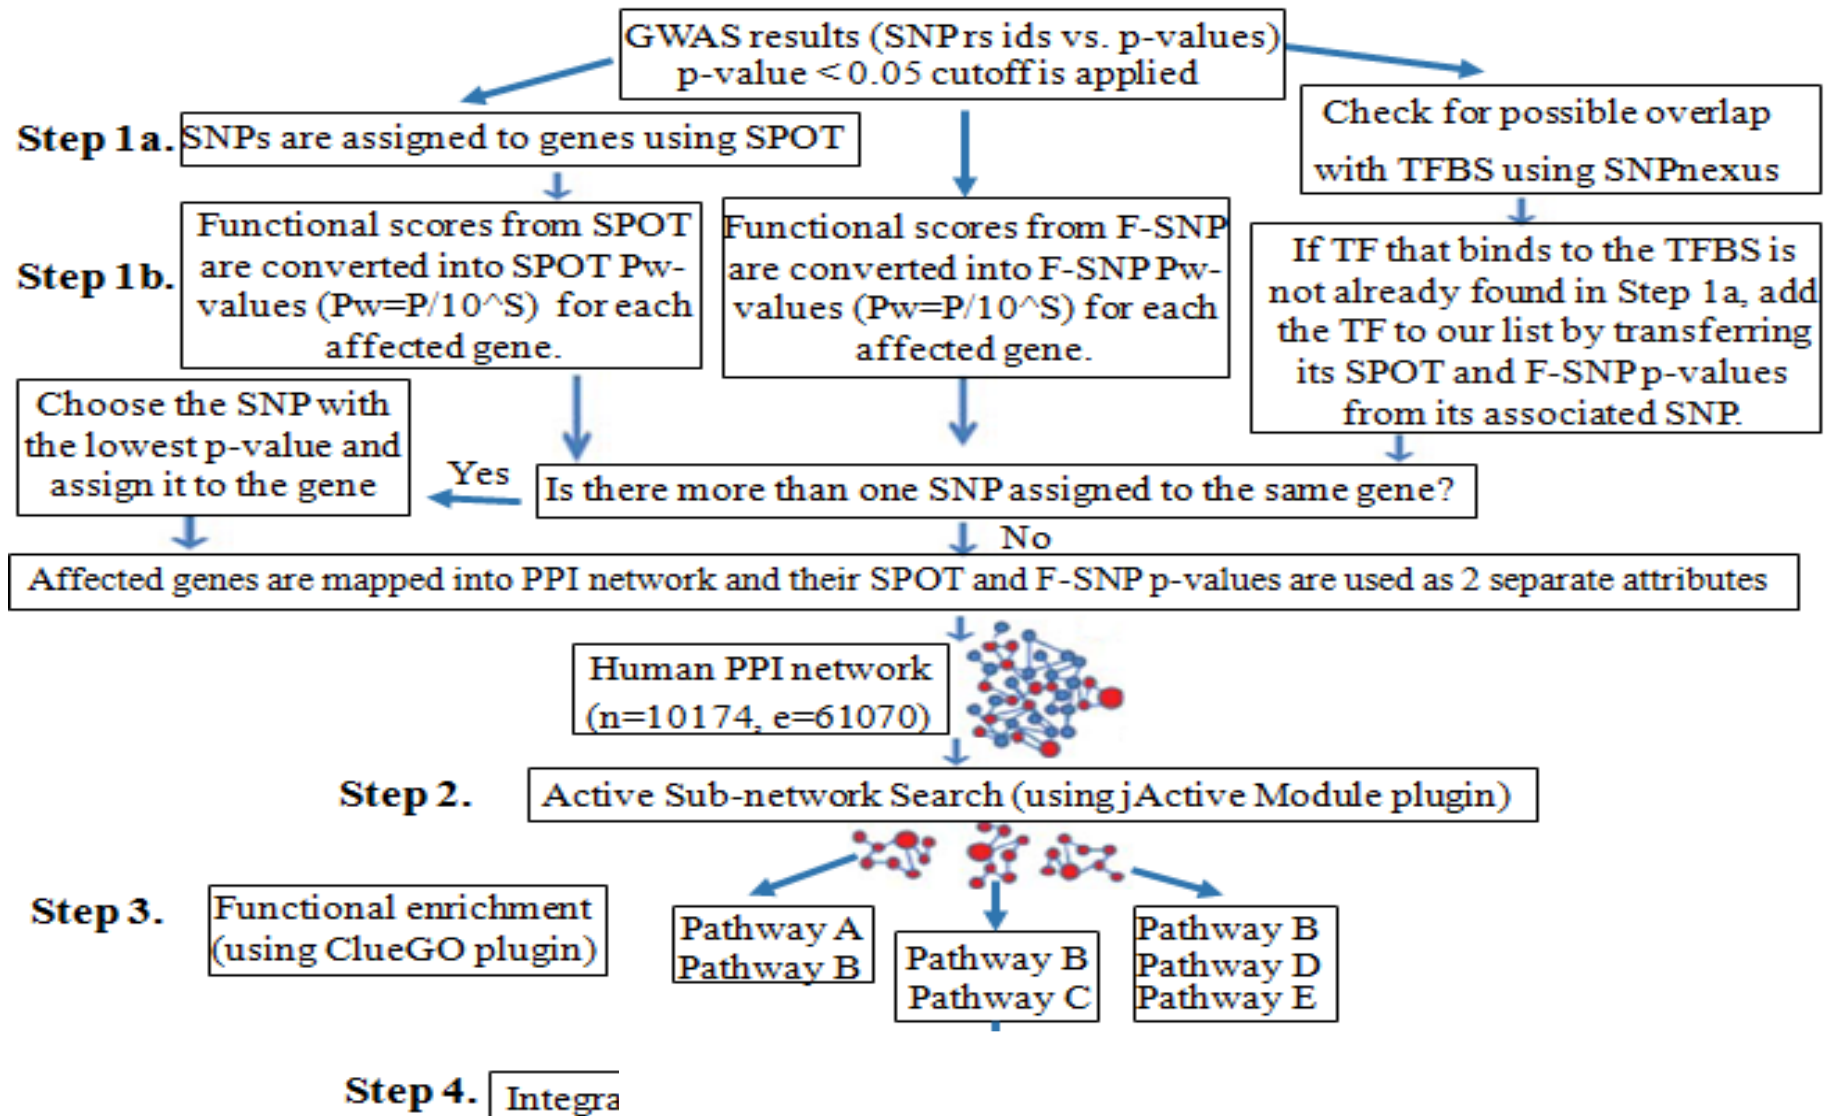 GWAS results (SNP rs ids vs. p-values)
p-value < 0.05 cutoff is applied
Step 1a.
SNPs are assigned to genes using SPOT
Check for possible overlap
with TFBS using SNPnexus
Step 1b.
Functional scores from SPOT
are converted into SPOT Pw-
values (Pw=P/10^S) for each
affected gene.
Functional scores from F-SNP
are converted into F-SNP Pw-
values (Pw=P/10^S) for each
affected gene.
If TF that binds to the TFBS is
not already found in Step 1a, add
the TF to our list by transferring
its SPOT and F-SNP p-values
from its associated SNP.
Choose the SNP with
the lowest p-value and
assign it to the gene
Yes
Is there more than one SNP assigned to the same gene?
No
Affected genes are mapped into PPI network and their SPOT and F-SNP p-values are used as 2 separate attributes
Human PPI network
(n=10174, e=61070)
Step 2.
Active Sub-network Search (using jActive Module plugin)
Step 3.
Functional enrichment
(using ClueGO plugin)
Pathway A
Pathway B
Pathway B
Pathway C
Pathway B
Pathway D
Pathway E
Step 4.